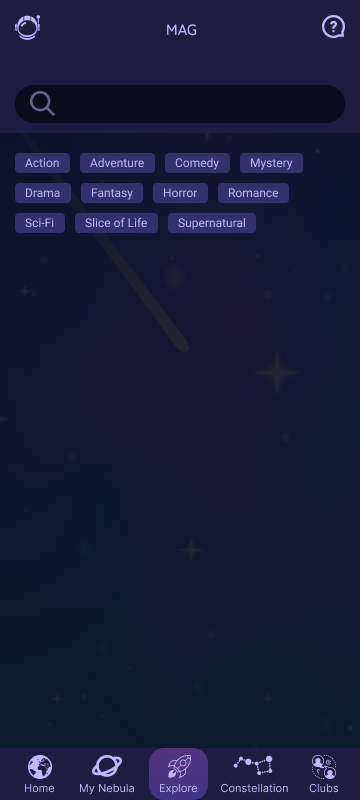 MAG
Action Adventure Comedy Mystery
Drama Fantasy Horror Romance
Sci-Fi Slice of Life Supernatural
Home My Nebula Explore Constellation Clubs